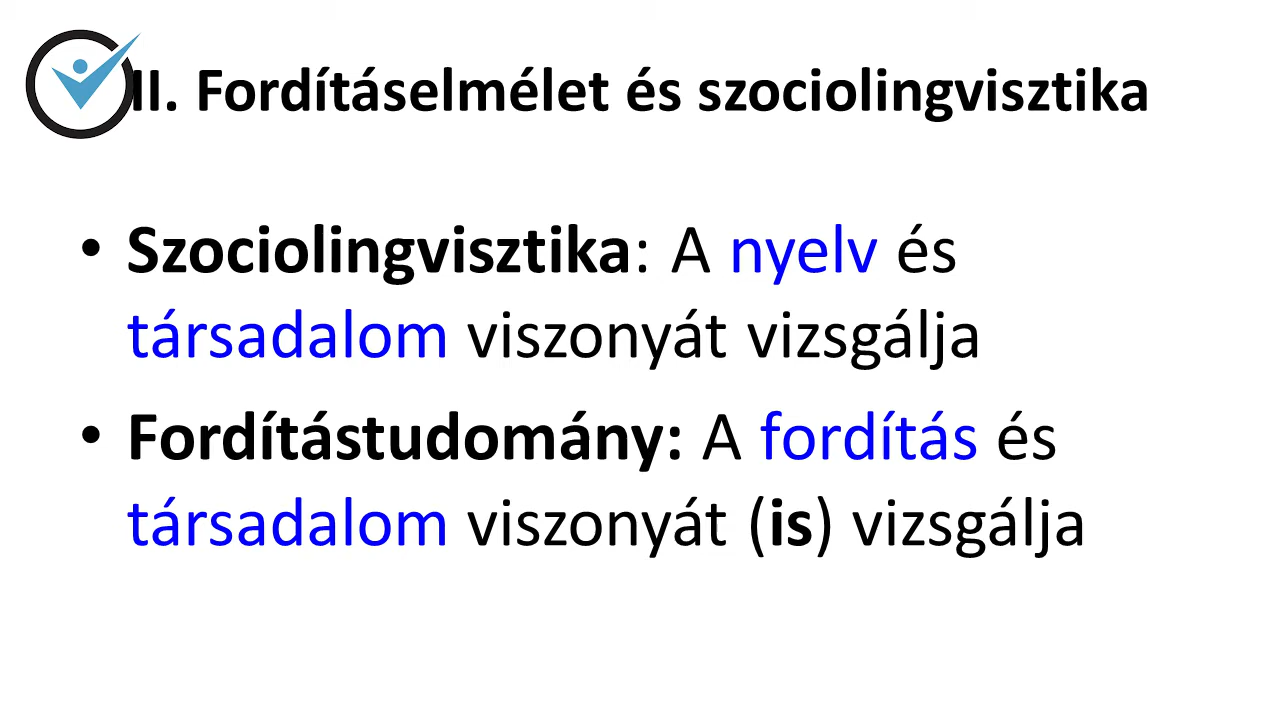 II. Fordításelmélet és szociolingvisztika
• Szociolingvisztika: A nyelv és
társadalom viszonyát vizsgálja
• Fordítástudomány: A fordítás és
társadalom viszonyát (is) vizsgálja